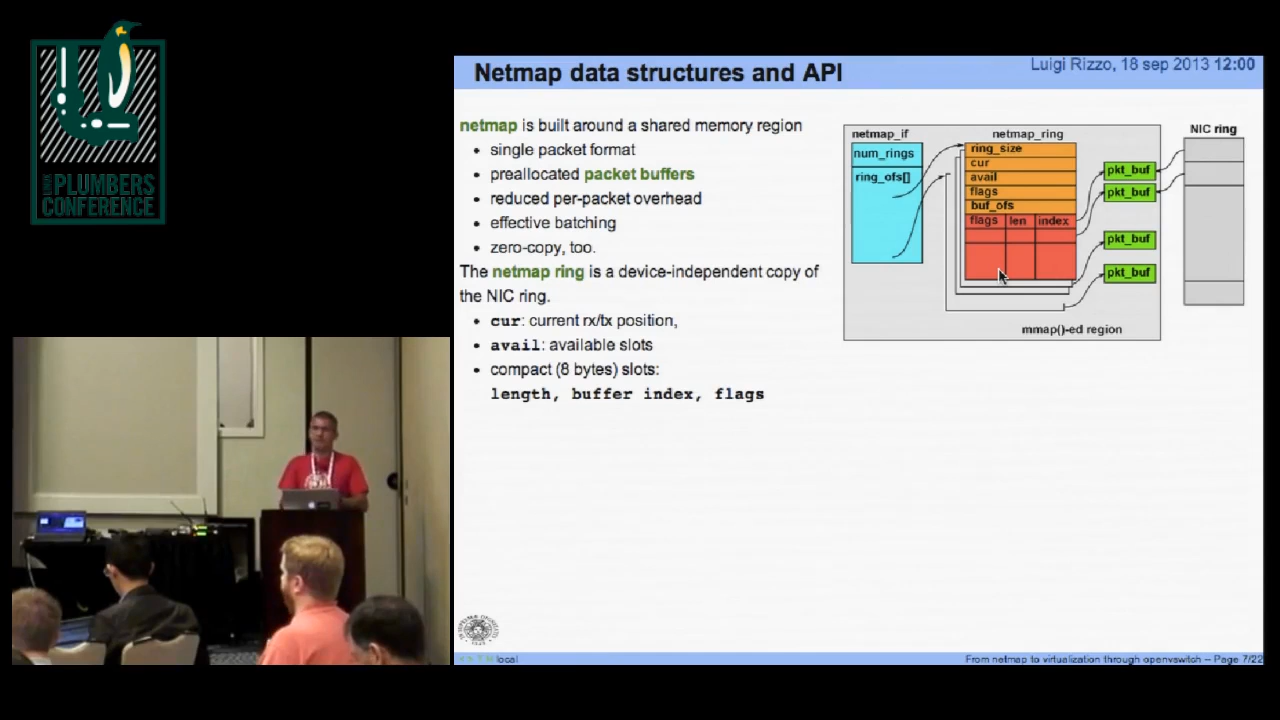 LINUX
PLUMBERS
CONFERENCE
Netmap data structures and API
Luigi Rizzo, 18 sep 2013 12:00
netmap is built around a shared memory region
• single packet format
• preallocated packet buffers
• reduced per-packet overhead
• effective batching
• zero-copy, too.
The netmap ring is a device-independent copy of
the NIC ring.
• cur: current rx/tx position,
• avail: available slots
• compact (8 bytes) slots:
length, buffer index, flags
netmap_if
num_rings
ring_ofs[]
netmap_ring
ring_size
cur
avail
flags
buf_ofs
flags len index
pkt_buf
pkt_buf
pkt_buf
pkt_buf
mmap()-ed region
NIC ring
local
From netmap to virtualization through openvswitch – Page 7/22